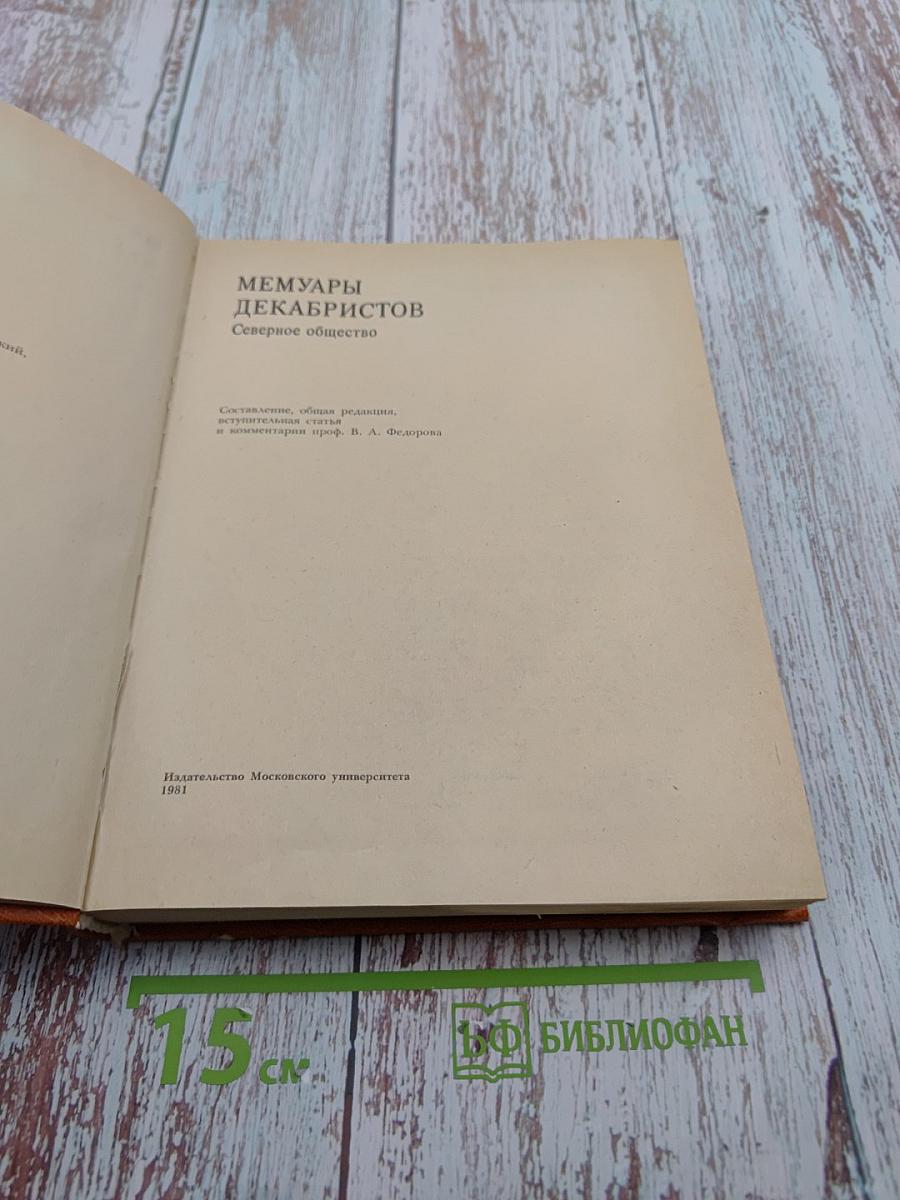 кий,
МЕМУАРЫ
ДЕКАБРИСТОВ
Северное общество
Составление, общая редакция,
вступительная статья
и комментарии проф. В. А. Федорова
Издательство Московского университета
1981
15 см
БФ БИБЛИОФАН